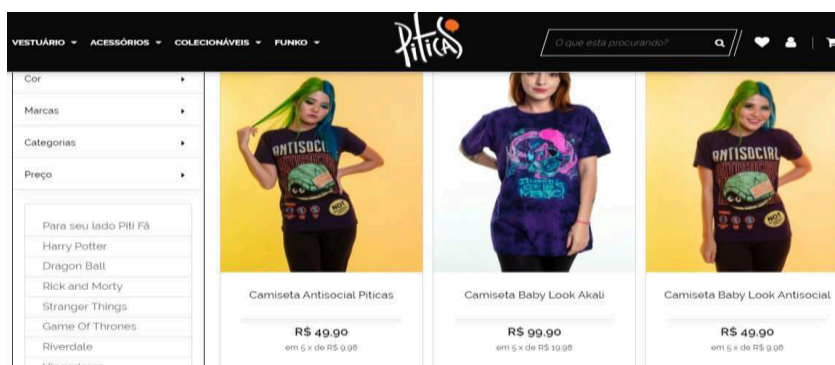 VESTUÁRIO
ACESSÓRIOS
COLECIONÁVEIS
FUNKO
Piticas
O que está procurando?
Cor
Marcas
Categorias
Preço
Para seu lado Piti Fã
Harry Potter
Dragon Ball
Rick and Morty
Stranger Things
Game Of Thrones
Riverdale
ANTISOCIAL
NOT
Camiseta Antisocial Piticas
R$ 49,90
em 5 x de R$ 9,98
Camiseta Baby Look Akali
R$ 99,90
em 5 x de R$ 19,98
ANTISOCIAL
NOT
Camiseta Baby Look Antisocial
R$ 49,90
em 5 x de R$ 9,98